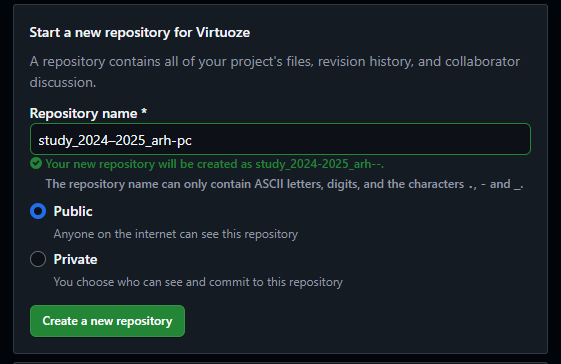 Start a new repository for Virtuoze
A repository contains all of your project's files, revision history, and collaborator
discussion.
Repository name *
study_2024–2025_arh-pc
Your new repository will be created as study_2024-2025_arh--.
The repository name can only contain ASCII letters, digits, and the characters ., - and _.
Public
Anyone on the internet can see this repository
Private
You choose who can see and commit to this repository
Create a new repository